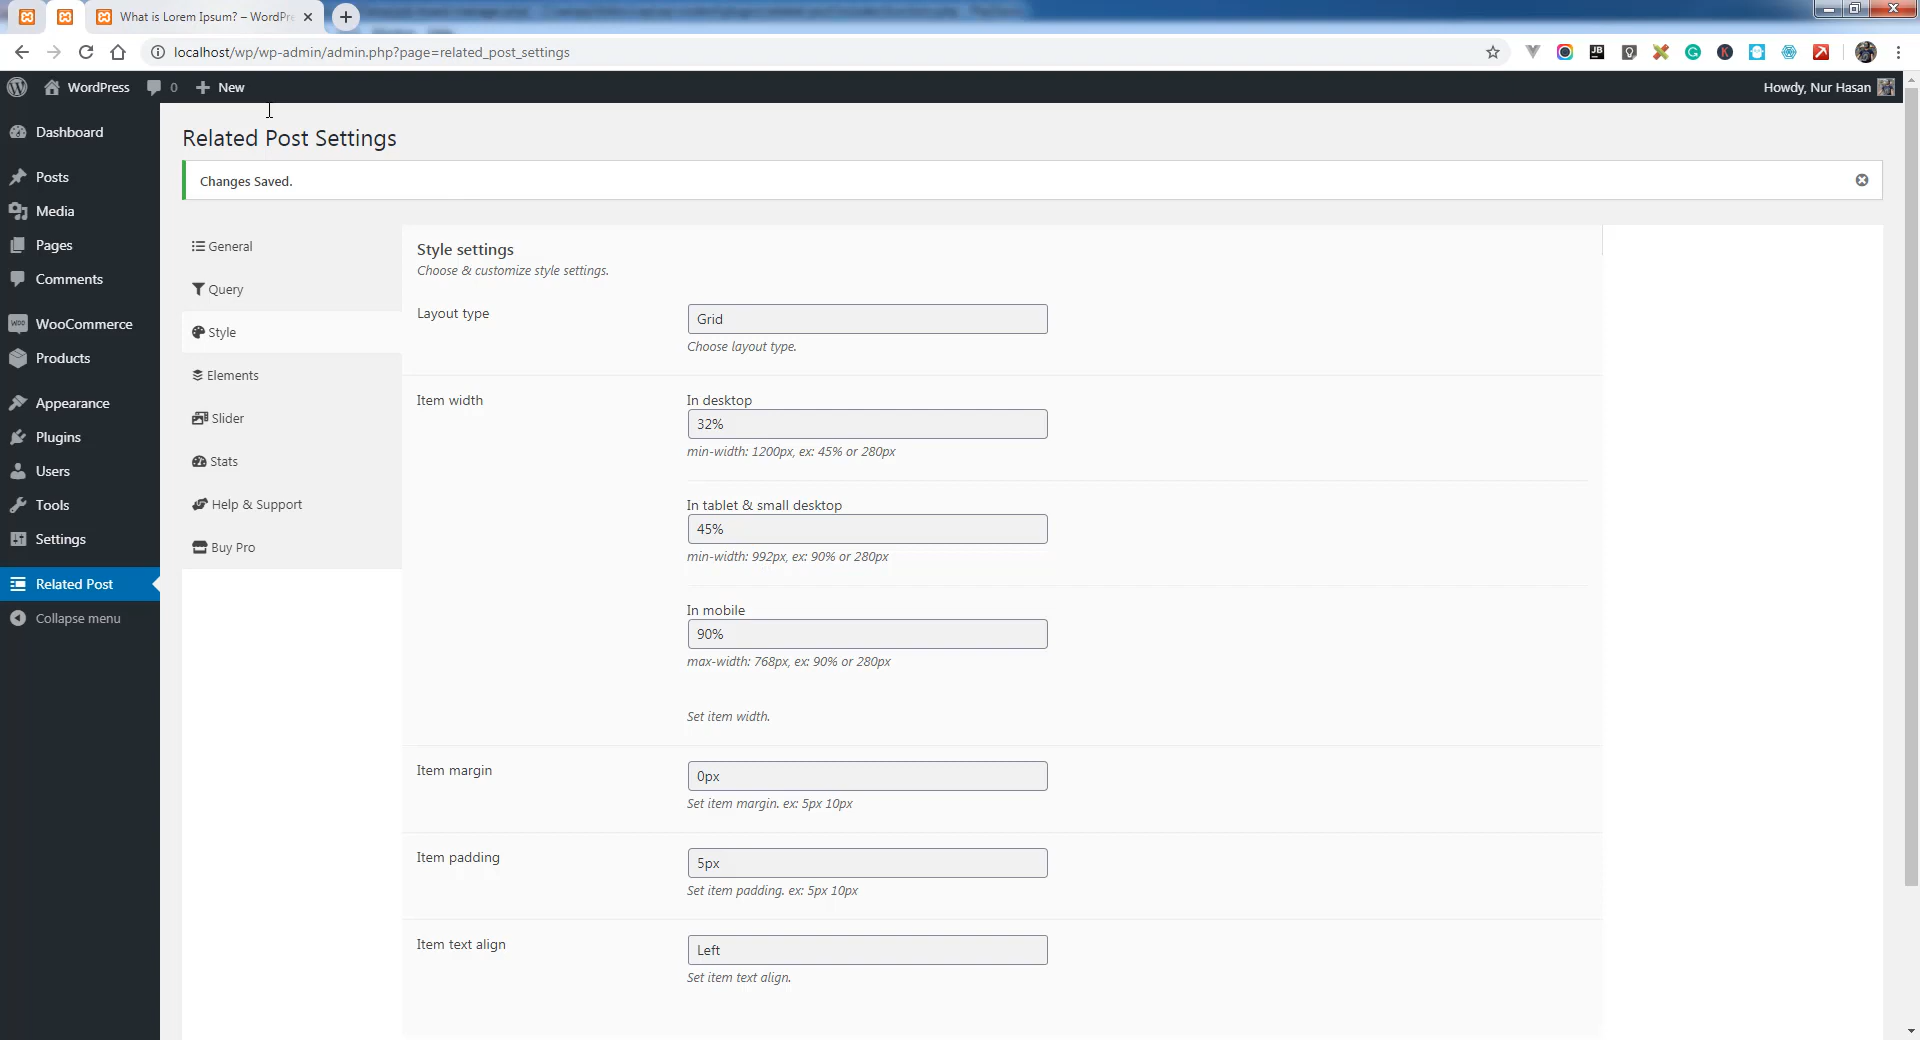 What is Lorem Ipsum? – WordPre
localhost/wp/wp-admin/admin.php?page=related_post_settings
WordPress
0
New
Howdy, Nur Hasan
Dashboard
Posts
Media
Pages
Comments
WooCommerce
Products
Appearance
Plugins
Users
Tools
Settings
Related Post
Collapse menu
Related Post Settings
Changes Saved.
General
Query
Style
Elements
Slider
Stats
Help & Support
Buy Pro
Style settings
Choose & customize style settings.
Layout type
Grid
Choose layout type.
Item width
In desktop
32%
min-width: 1200px, ex: 45% or 280px
In tablet & small desktop
45%
min-width: 992px, ex: 90% or 280px
In mobile
90%
max-width: 768px, ex: 90% or 280px
Set item width.
Item margin
0px
Set item margin. ex: 5px 10px
Item padding
5px
Set item padding. ex: 5px 10px
Item text align
Left
Set item text align.